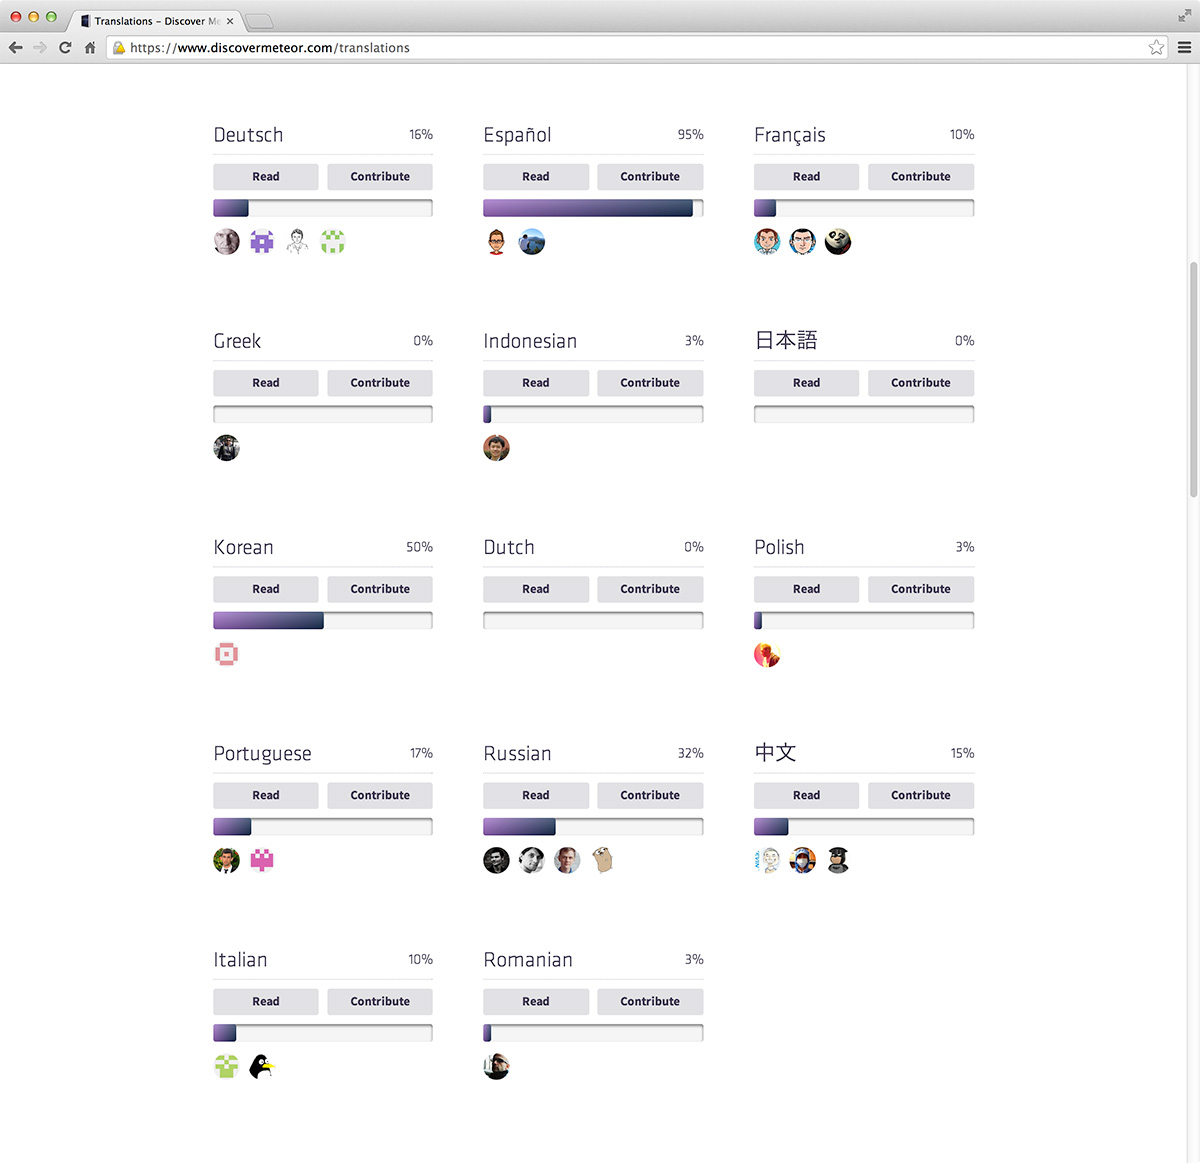 Translations – Discover Me
https://www.discovermeteor.com/translations
Deutsch 16%
Read Contribute
Español 95%
Read Contribute
Français 10%
Read Contribute
Greek 0%
Read Contribute
Indonesian 3%
Read Contribute
日本語 0%
Read Contribute
Korean 50%
Read Contribute
Dutch 0%
Read Contribute
Polish 3%
Read Contribute
Portuguese 17%
Read Contribute
Russian 32%
Read Contribute
中文 15%
Read Contribute
Italian 10%
Read Contribute
Romanian 3%
Read Contribute